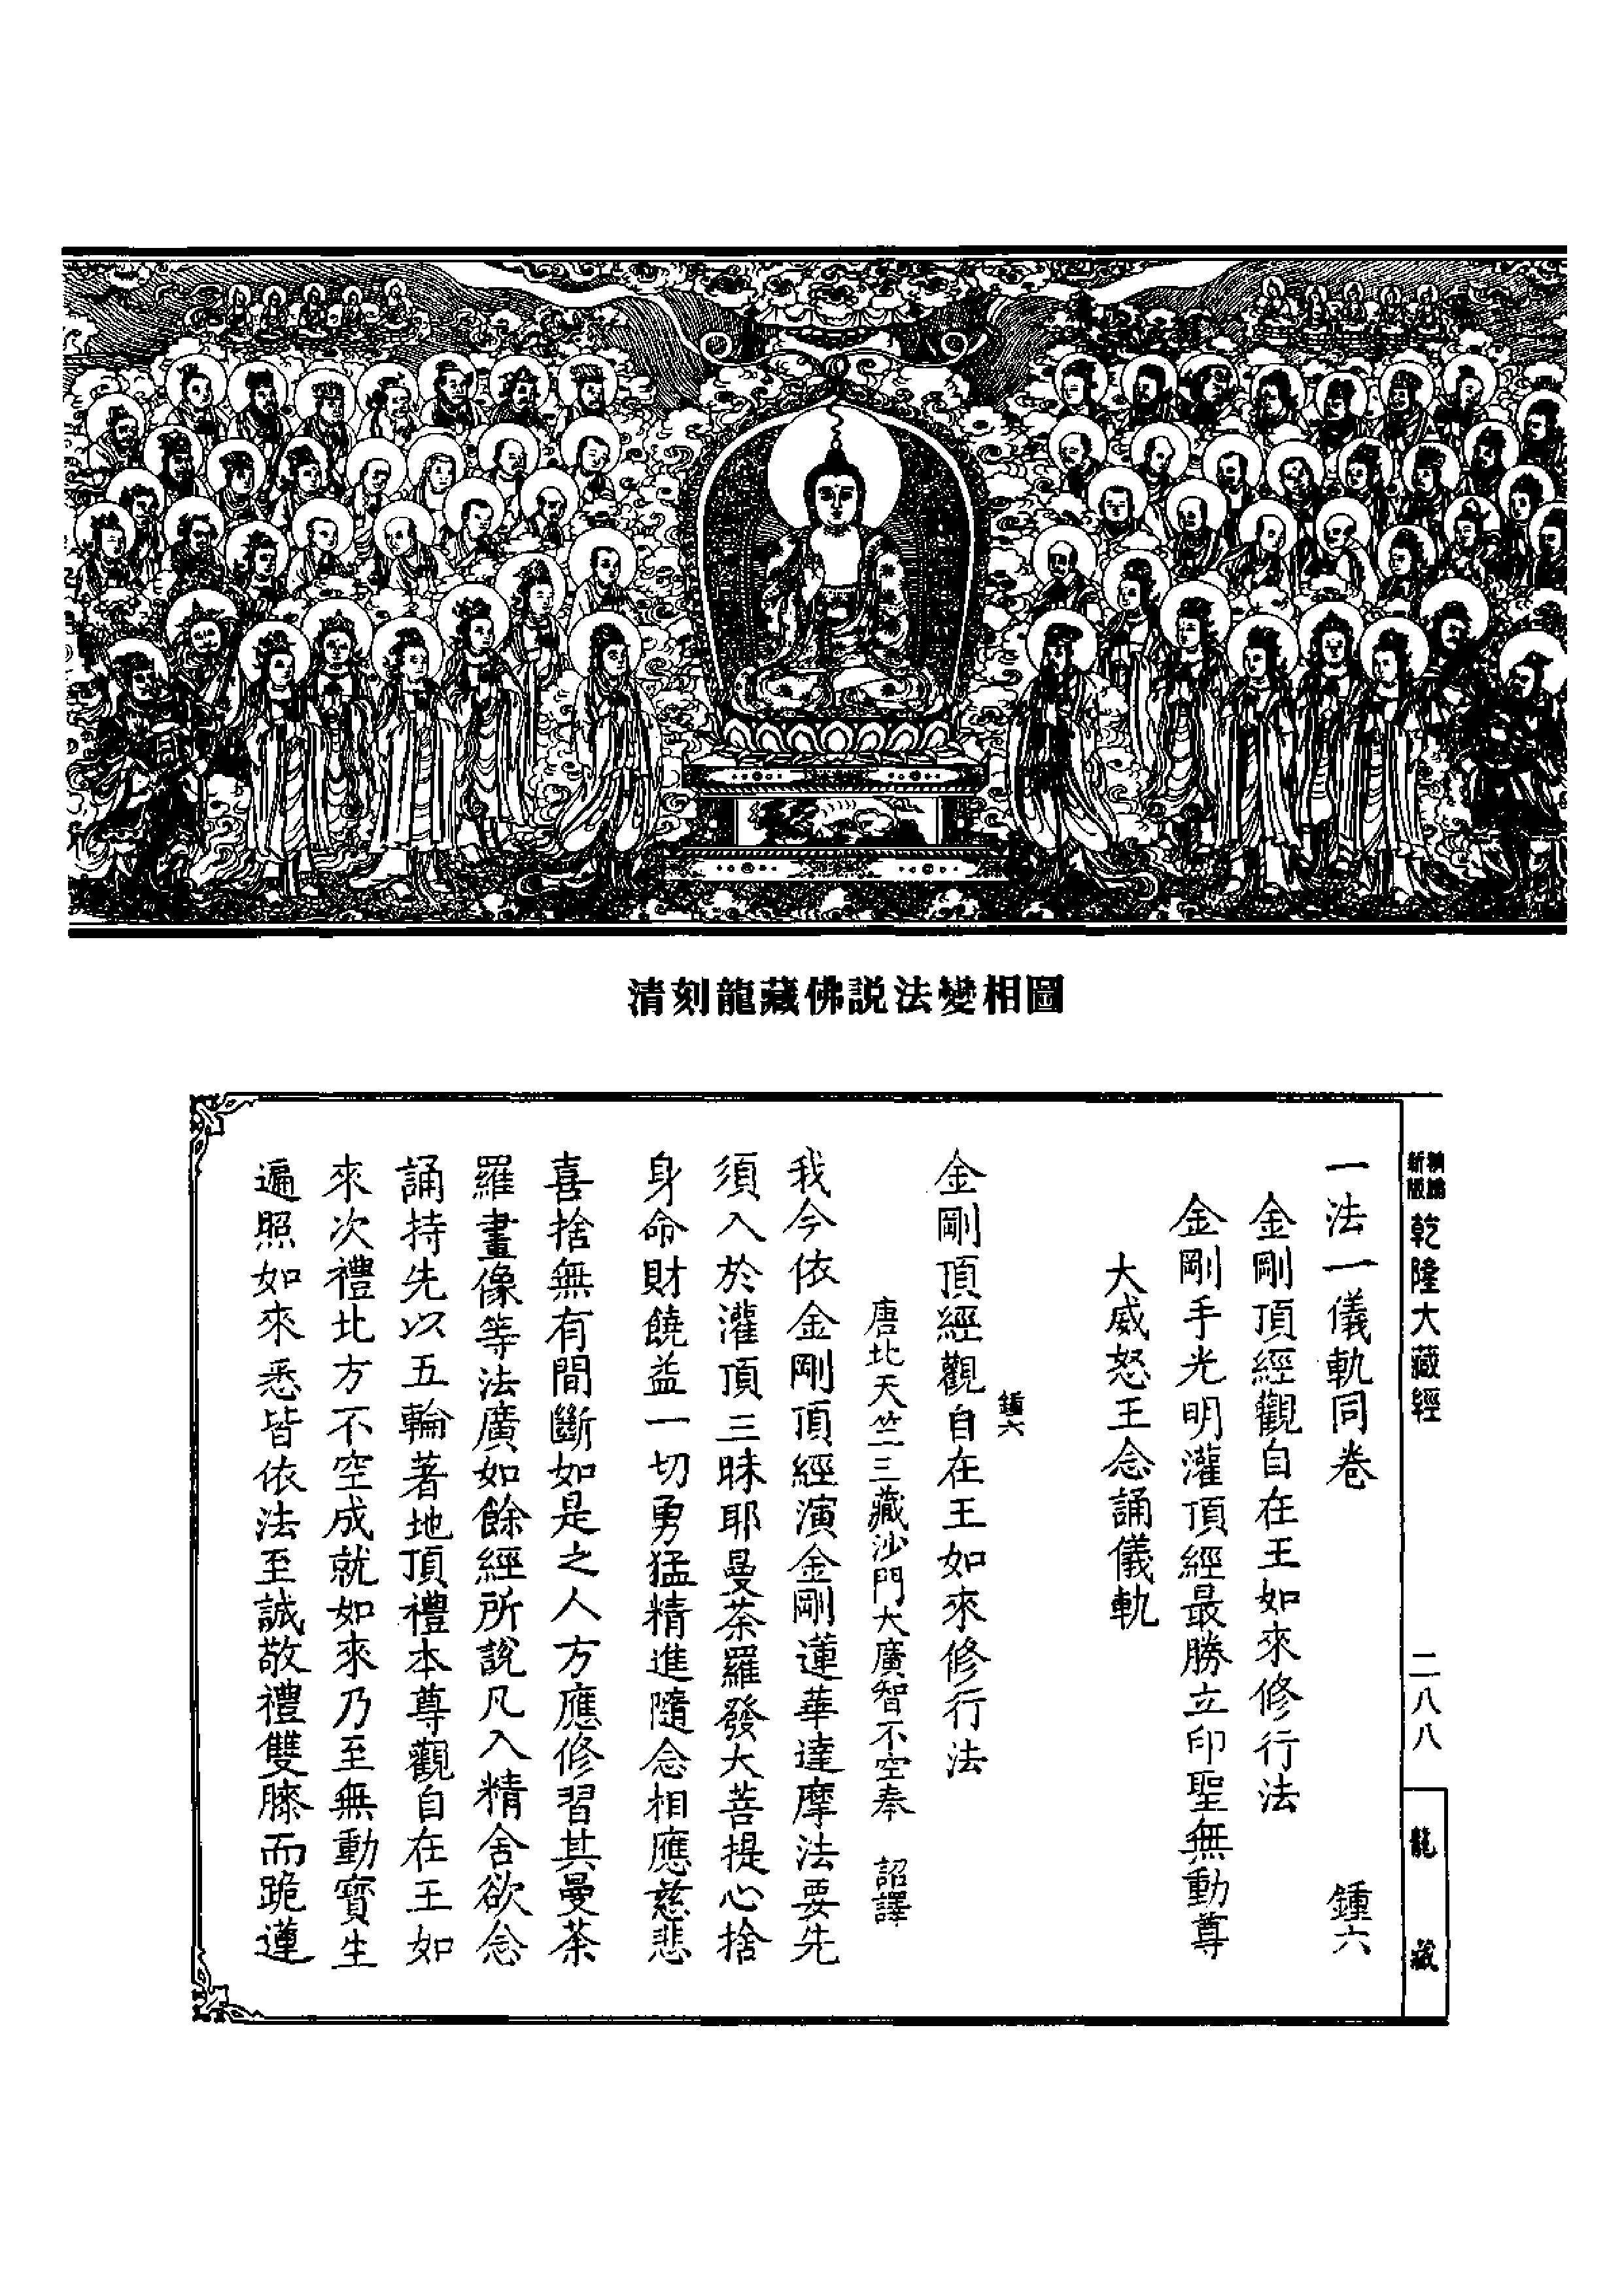 清刻龍藏佛説法變相圖
新版
乾隆大藏經
二八八
龍藏
一法一儀軌同卷 鍾六
金剛頂經觀自在王如來修行法
金剛手光明灌頂經最勝立印聖無動尊
大威怒王念誦儀軌
鍾六
金剛頂經觀自在王如來修行法
唐北天竺三藏沙門大廣智不空奉 詔譯
我今依金剛頂經演金剛蓮華達摩法要先
須入於灌頂三昧耶曼荼羅發大菩提心捨
身命財饒益一切勇猛精進隨念相應慈悲
喜捨無有間斷如是之人方應修習其曼荼
羅畫像等法廣如餘經所說凡入精舍欲念
誦持先以五輪著地頂禮本尊觀自在王如
來次禮北方不空成就如來乃至無動寶生
遍照如來悉皆依法至誠敬禮雙膝而跪蓮